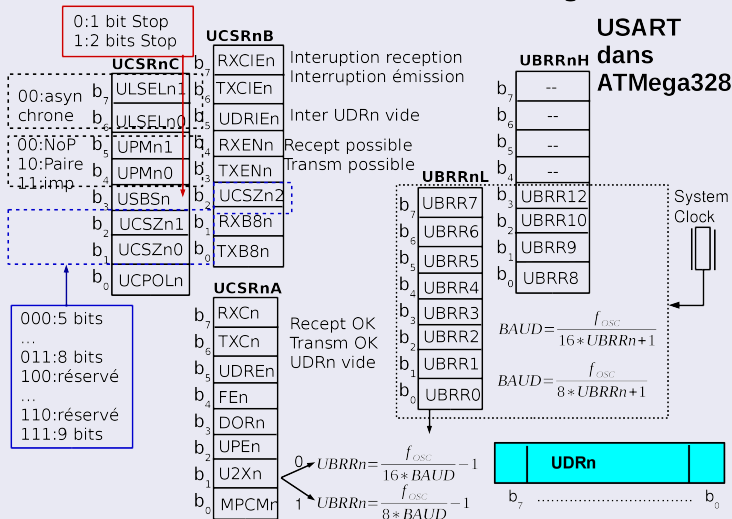 USART
dans
ATMega328
0:1 bit Stop
1:2 bits Stop
UCSRnC
b7 ULSELn1
b6 ULSELn0
b5 UPMn1
b4 UPMn0
b3 USBSn
b2 UCSZn1
b1 UCSZn0
b0 UCPOLn
00:asyn
chrone
00:NoP
10:Paire
11:imp
000:5 bits
...
011:8 bits
100:réservé
...
110:réservé
111:9 bits
UCSRnB
b7 RXCIEn Interuption reception
b6 TXCIEn Interruption émission
b5 UDRIEn Inter UDRn vide
b4 RXENn Recept possible
b3 TXENn Transm possible
b2 UCSZn2
b1 RXB8n
b0 TXB8n
UCSRnA
b7 RXCn Recept OK
b6 TXCn Transm OK
b5 UDREn UDRn vide
b4 FEn
b3 DORn
b2 UPEn
b1 U2Xn
b0 MPCMn
0 UBRRn=fOSC/16*BAUD−1
1 UBRRn=fOSC/8*BAUD−1
UBRRnL
b7 UBRR7
b6 UBRR6
b5 UBRR5
b4 UBRR4
b3 UBRR3
b2 UBRR2
b1 UBRR1
b0 UBRR0
UBRRnH
b7 --
b6 --
b5 --
b4 --
b3 UBRR12
b2 UBRR10
b1 UBRR9
b0 UBRR8
System
Clock
BAUD=fOSC/16*UBRRn+1
BAUD=fOSC/8*UBRRn+1
UDRn
b7 ........................... b0